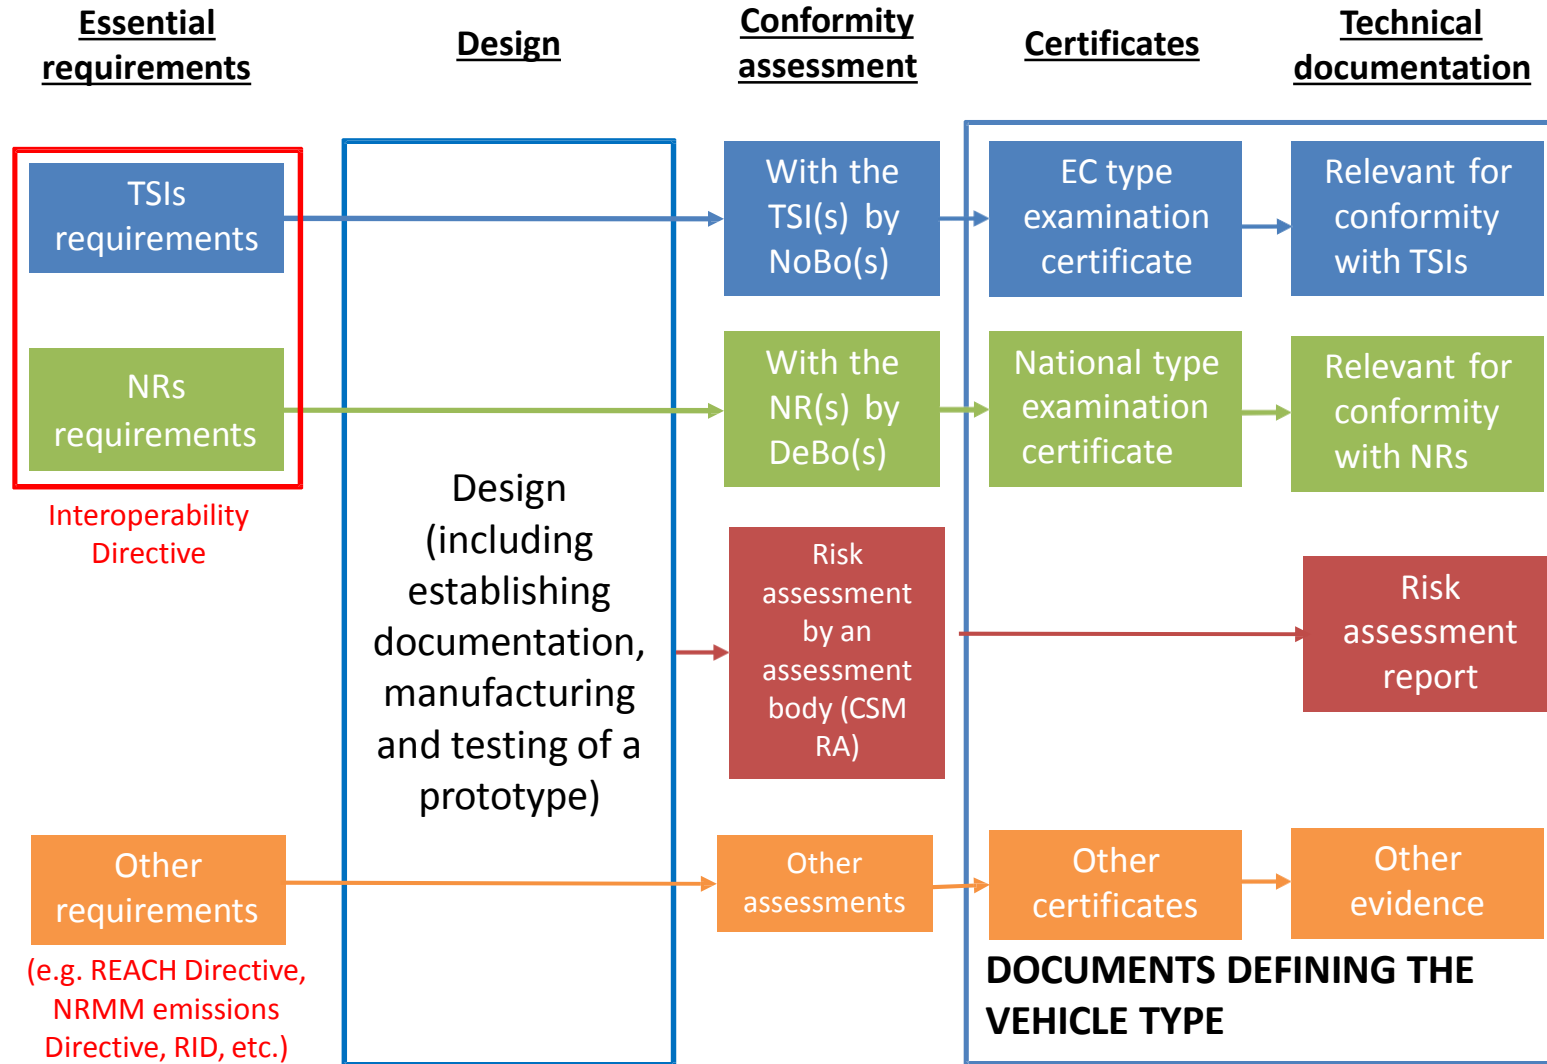 Essential
requirements
Design
Conformity
assessment
Certificates
Technical
documentation
TSIs
requirements
With the
TSI(s) by
NoBo(s)
EC type
examination
certificate
Relevant for
conformity
with TSIs
NRs
requirements
With the
NR(s) by
DeBo(s)
National type
examination
certificate
Relevant for
conformity
with NRs
Interoperability
Directive
Design
(including
establishing
documentation,
manufacturing
and testing of a
prototype)
Risk
assessment
by an
assessment
body (CSM
RA)
Risk
assessment
report
Other
requirements
Other
assessments
Other
certificates
Other
evidence
(e.g. REACH Directive,
NRMM emissions
Directive, RID, etc.)
DOCUMENTS DEFINING THE
VEHICLE TYPE